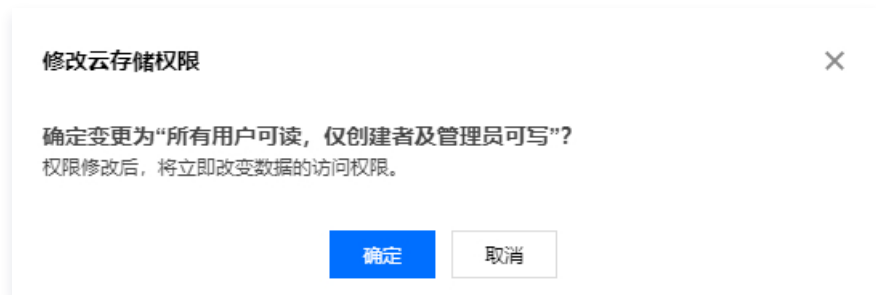 修改云存储权限
确定变更为“所有用户可读，仅创建者及管理员可写”？
权限修改后，将立即改变数据的访问权限。
确定 取消